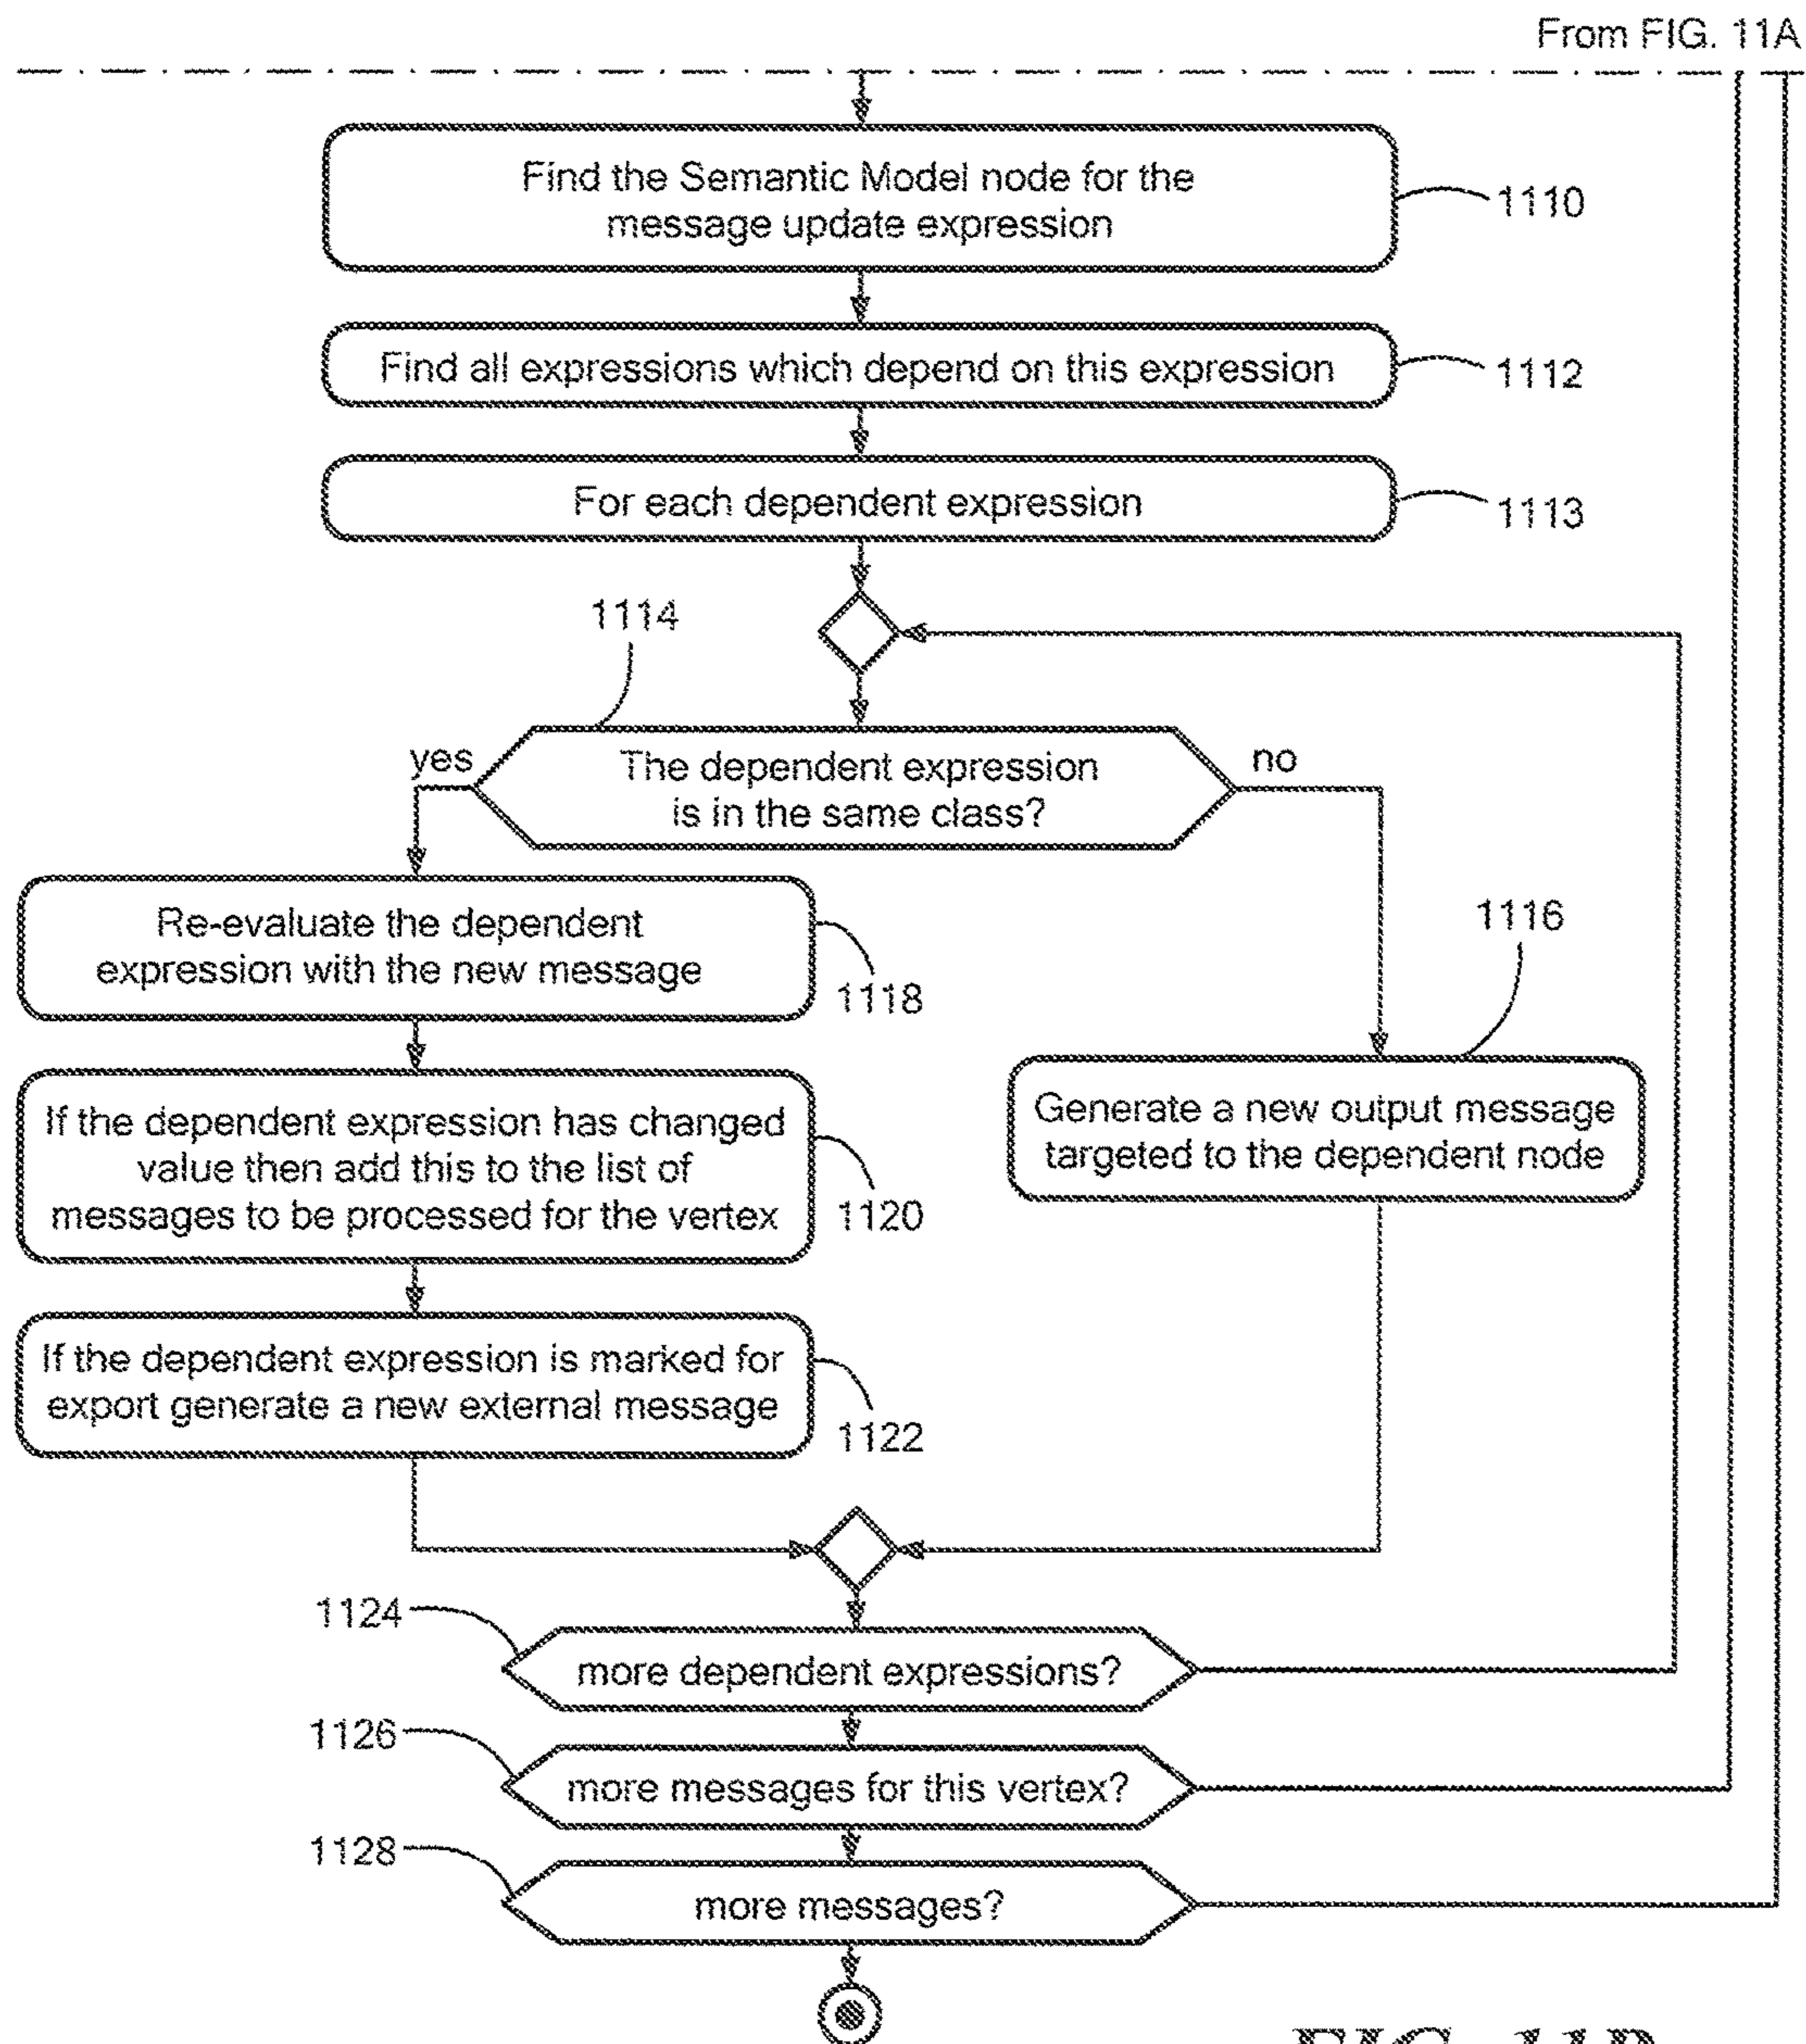 From FIG. 11A
Find the Semantic Model node for the
message update expression
1110
Find all expressions which depend on this expression
1112
For each dependent expression
1113
1114
yes
The dependent expression
is in the same class?
no
Re-evaluate the dependent
expression with the new message
1118
1116
If the dependent expression has changed
value then add this to the list of
messages to be processed for the vertex
1120
Generate a new output message
targeted to the dependent node
If the dependent expression is marked for
export generate a new external message
1122
1124
more dependent expressions?
1126
more messages for this vertex?
1128
more messages?